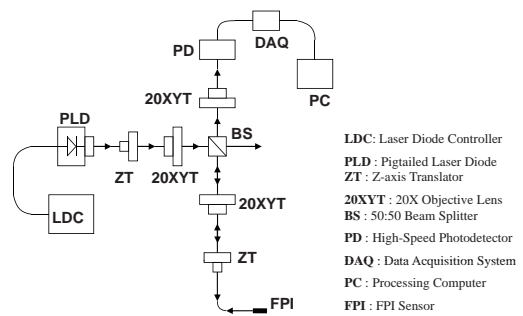 DAQ
PD
PC
20XYT
PLD
BS
ZT
20XYT
20XYT
LDC
ZT
FPI
LDC: Laser Diode Controller
PLD : Pigtailed Laser Diode
ZT : Z-axis Translator
20XYT : 20X Objective Lens
BS : 50:50 Beam Splitter
PD : High-Speed Photodetector
DAQ : Data Acquisition System
PC : Processing Computer
FPI : FPI Sensor